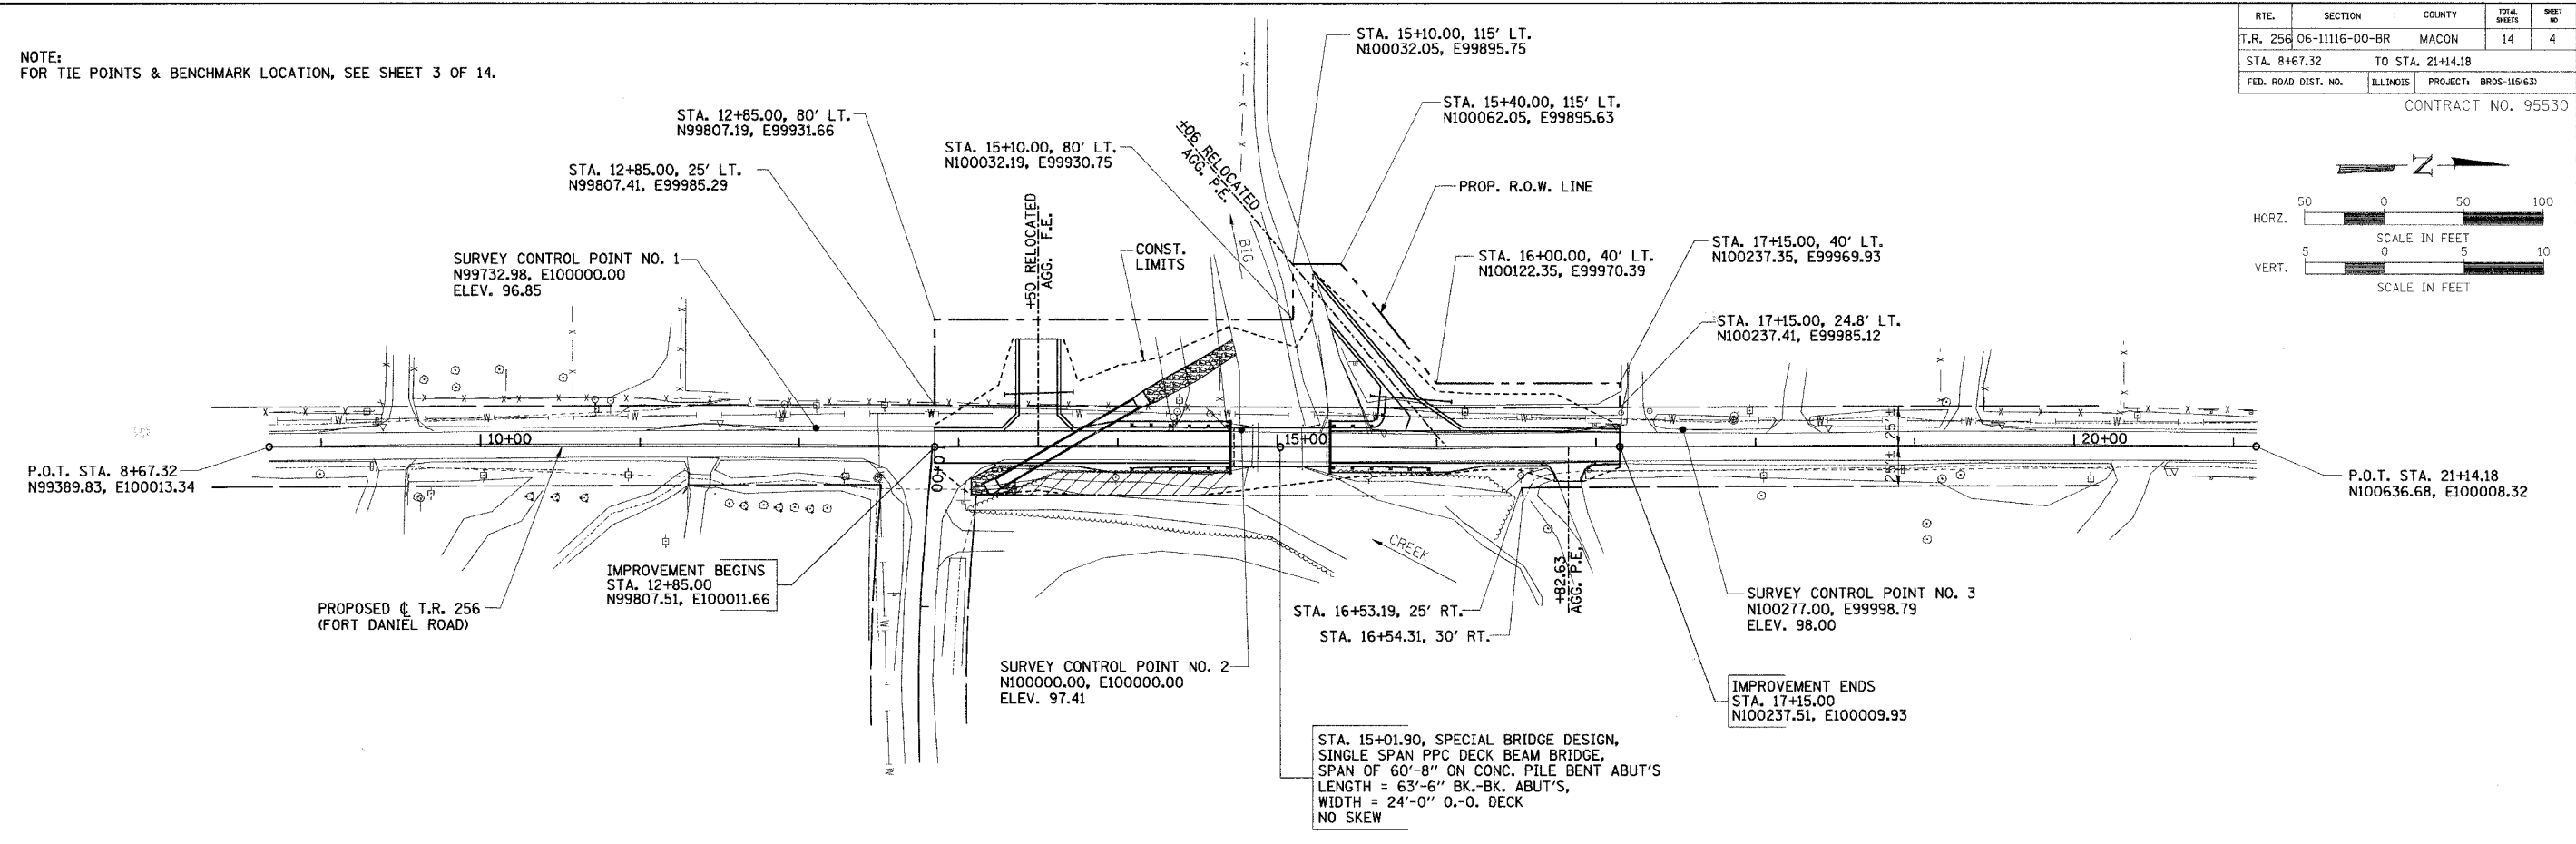 NOTE:
FOR TIE POINTS & BENCHMARK LOCATION, SEE SHEET 3 OF 14.
RTE.
SECTION
COUNTY
TOTAL SHEETS
SHEET NO
T.R. 256
06-11116-00-BR
MACON
14
4
STA. 8+67.32 TO STA. 21+14.18
FED. ROAD DIST. NO.
ILLINOIS
PROJECT: BROS-115(63)
CONTRACT NO. 95530
N
HORZ.
50 0 50 100
SCALE IN FEET
VERT.
5 0 5 10
SCALE IN FEET
STA. 15+10.00, 115' LT.
N100032.05, E99895.75
STA. 12+85.00, 80' LT.
N99807.19, E99931.66
STA. 15+40.00, 115' LT.
N100062.05, E99895.63
STA. 15+10.00, 80' LT.
N100032.19, E99930.75
STA. 12+85.00, 25' LT.
N99807.41, E99985.29
+06 RELOCATED
AGG. P.E.
PROP. R.O.W. LINE
+50 RELOCATED
AGG. F.E.
CONST.
LIMITS
BIG
STA. 17+15.00, 40' LT.
N100237.35, E99969.93
SURVEY CONTROL POINT NO. 1
N99732.98, E100000.00
ELEV. 96.85
STA. 16+00.00, 40' LT.
N100122.35, E99970.39
STA. 17+15.00, 24.8' LT.
N100237.41, E99985.12
10+00
15+00
20+00
0+00
25'±
25'±
P.O.T. STA. 8+67.32
N99389.83, E100013.34
P.O.T. STA. 21+14.18
N100636.68, E100008.32
CREEK
IMPROVEMENT BEGINS
STA. 12+85.00
N99807.51, E100011.66
PROPOSED ℄ T.R. 256
(FORT DANIEL ROAD)
+82.63
AGG. P.E.
STA. 16+53.19, 25' RT.
STA. 16+54.31, 30' RT.
SURVEY CONTROL POINT NO. 3
N100277.00, E99998.79
ELEV. 98.00
SURVEY CONTROL POINT NO. 2
N100000.00, E100000.00
ELEV. 97.41
IMPROVEMENT ENDS
STA. 17+15.00
N100237.51, E100009.93
STA. 15+01.90, SPECIAL BRIDGE DESIGN,
SINGLE SPAN PPC DECK BEAM BRIDGE,
SPAN OF 60'-8" ON CONC. PILE BENT ABUT'S
LENGTH = 63'-6" BK.-BK. ABUT'S,
WIDTH = 24'-0" O.-O. DECK
NO SKEW